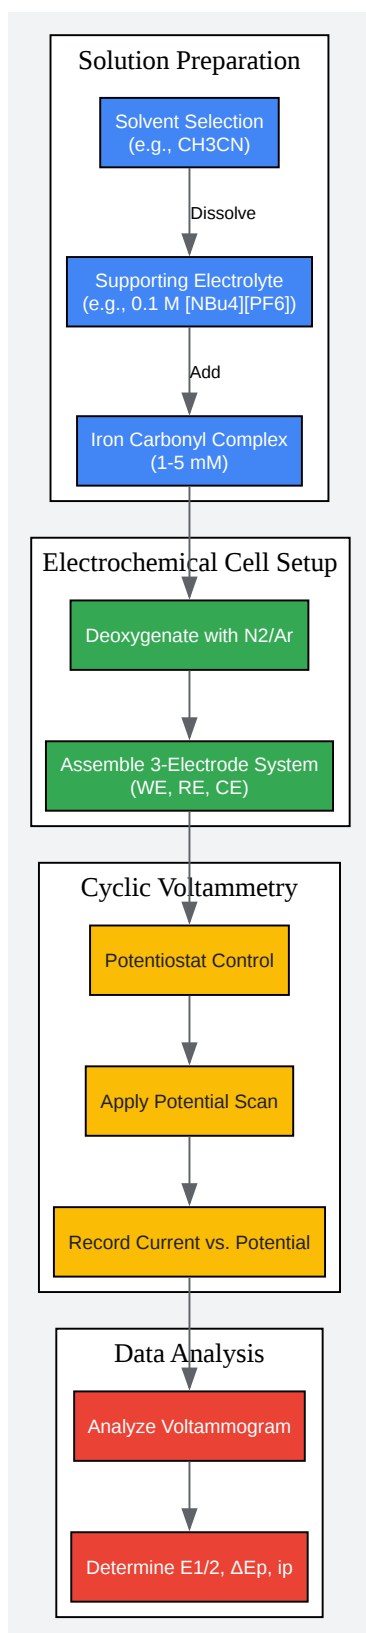 Solution Preparation
Solvent Selection
(e.g., CH3CN)
Dissolve
Supporting Electrolyte
(e.g., 0.1 M [NBu4][PF6])
Add
Iron Carbonyl Complex
(1-5 mM)
Electrochemical Cell Setup
Deoxygenate with N2/Ar
Assemble 3-Electrode System
(WE, RE, CE)
Cyclic Voltammetry
Potentiostat Control
Apply Potential Scan
Record Current vs. Potential
Data Analysis
Analyze Voltammogram
Determine E1/2, ΔEp, ip